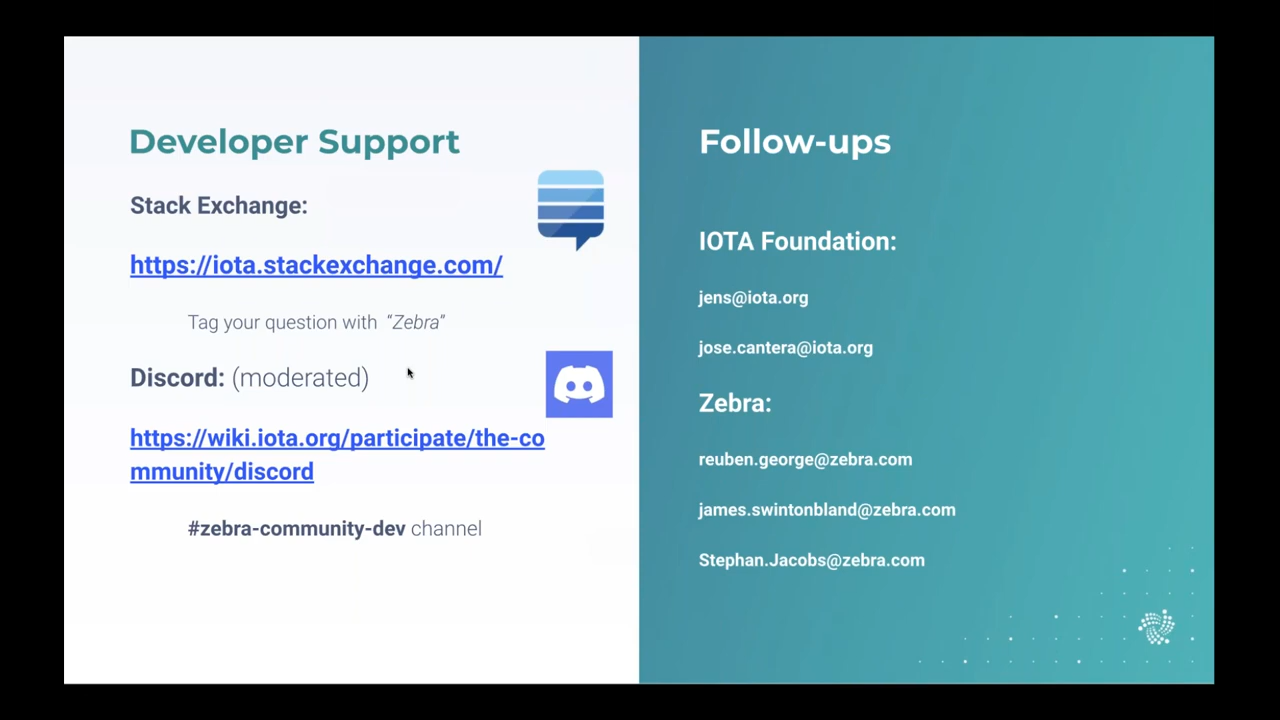 Developer Support
Stack Exchange:
https://iota.stackexchange.com/
Tag your question with “Zebra”
Discord: (moderated)
https://wiki.iota.org/participate/the-co
mmunity/discord
#zebra-community-dev channel
Follow-ups
IOTA Foundation:
jens@iota.org
jose.cantera@iota.org
Zebra:
reuben.george@zebra.com
james.swintonbland@zebra.com
Stephan.Jacobs@zebra.com